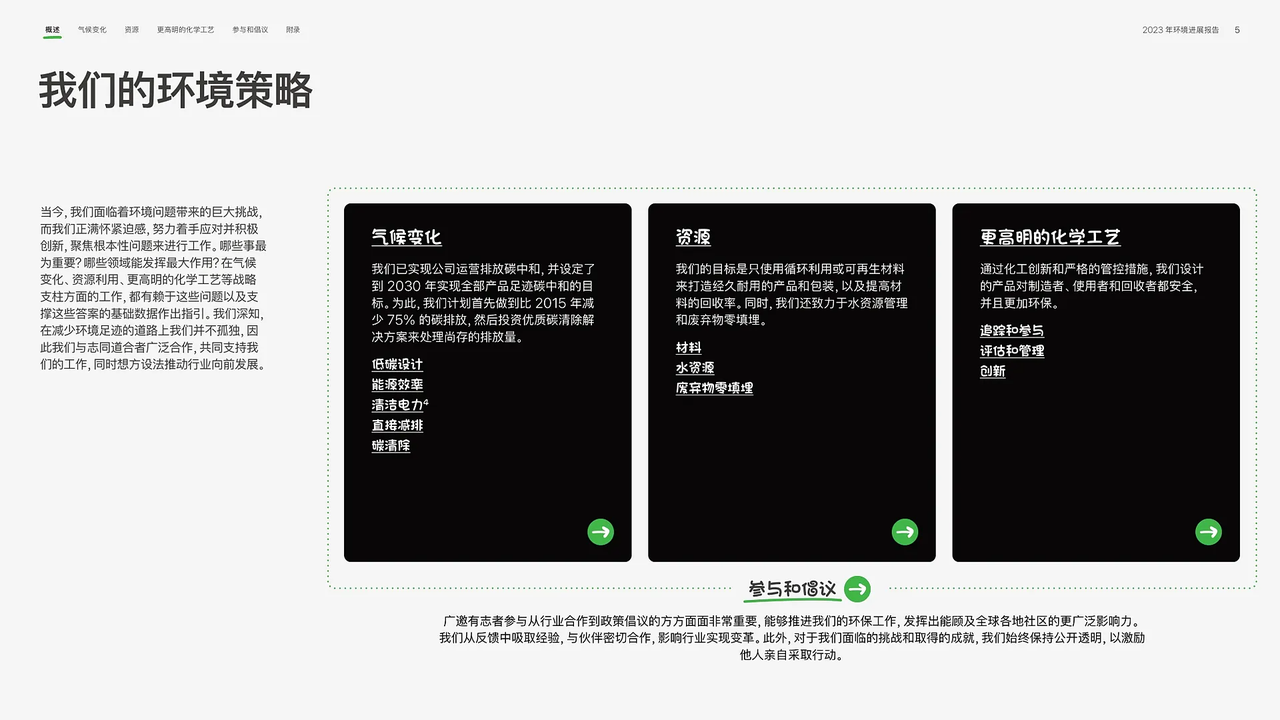 概述 气候变化 资源 更高明的化学工艺 参与和倡议 附录
2023 年环境进展报告 5
我们的环境策略
当今, 我们面临着环境问题带来的巨大挑战,
而我们正满怀紧迫感, 努力着手应对并积极
创新, 聚焦根本性问题来进行工作。哪些事最
为重要? 哪些领域能发挥最大作用? 在气候
变化、资源利用、更高明的化学工艺等战略
支柱方面的工作, 都有赖于这些问题以及支
撑这些答案的基础数据作出指引。我们深知,
在减少环境足迹的道路上我们并不孤独, 因
此我们与志同道合者广泛合作, 共同支持我
们的工作, 同时想方设法推动行业向前发展。
气候变化
我们已实现公司运营排放碳中和, 并设定了
到 2030 年实现全部产品足迹碳中和的目
标。为此, 我们计划首先做到比 2015 年减
少 75% 的碳排放, 然后投资优质碳清除解
决方案来处理尚存的排放量。
低碳设计
能源效率
清洁电力⁴
直接减排
碳清除
资源
我们的目标是只使用循环利用或可再生材料
来打造经久耐用的产品和包装, 以及提高材
料的回收率。同时, 我们还致力于水资源管理
和废弃物零填埋。
材料
水资源
废弃物零填埋
更高明的化学工艺
通过化工创新和严格的管控措施, 我们设计
的产品对制造者、使用者和回收者都安全,
并且更加环保。
追踪和参与
评估和管理
创新
参与和倡议
广邀有志者参与从行业合作到政策倡议的方方面面非常重要, 能够推进我们的环保工作, 发挥出能顾及全球各地社区的更广泛影响力。
我们从反馈中吸取经验, 与伙伴密切合作, 影响行业实现变革。此外, 对于我们面临的挑战和取得的成就, 我们始终保持公开透明, 以激励
他人亲自采取行动。